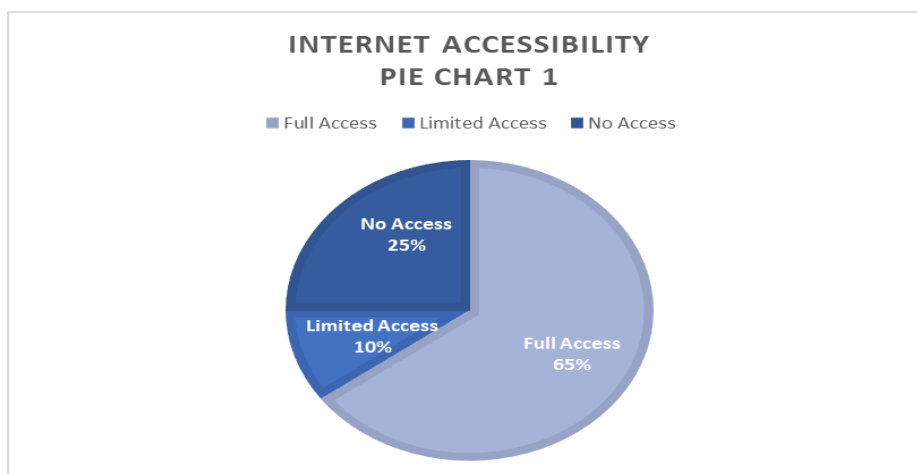 INTERNET ACCESSIBILITY
PIE CHART 1
Full Access Limited Access No Access
No Access
25%
Limited Access
10%
Full Access
65%